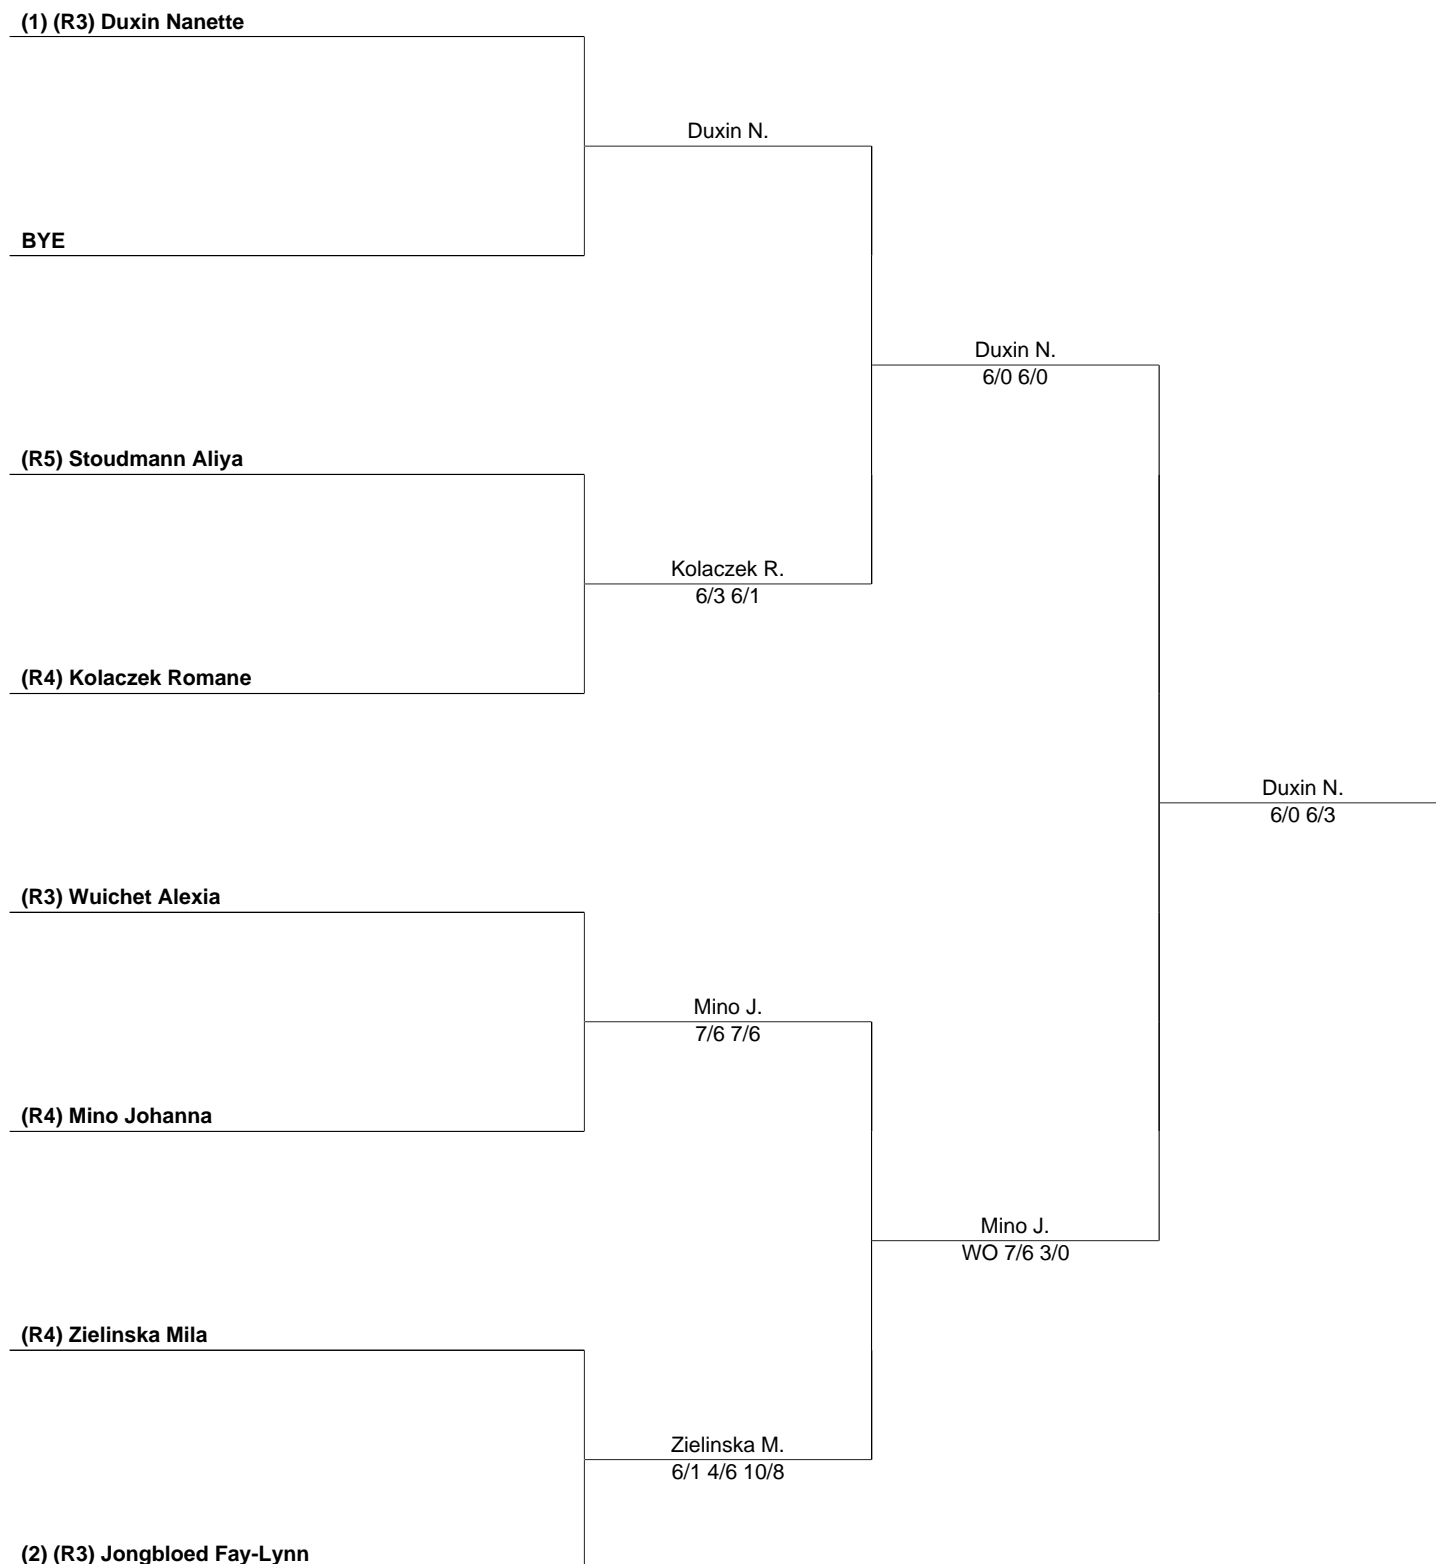 (1) (R3) Duxin Nanette
Duxin N.
BYE
Duxin N.
6/0 6/0
(R5) Stoudmann Aliya
Kolaczek R.
6/3 6/1
(R4) Kolaczek Romane
Duxin N.
6/0 6/3
(R3) Wuichet Alexia
Mino J.
7/6 7/6
(R4) Mino Johanna
Mino J.
WO 7/6 3/0
(R4) Zielinska Mila
Zielinska M.
6/1 4/6 10/8
(2) (R3) Jongbloed Fay-Lynn